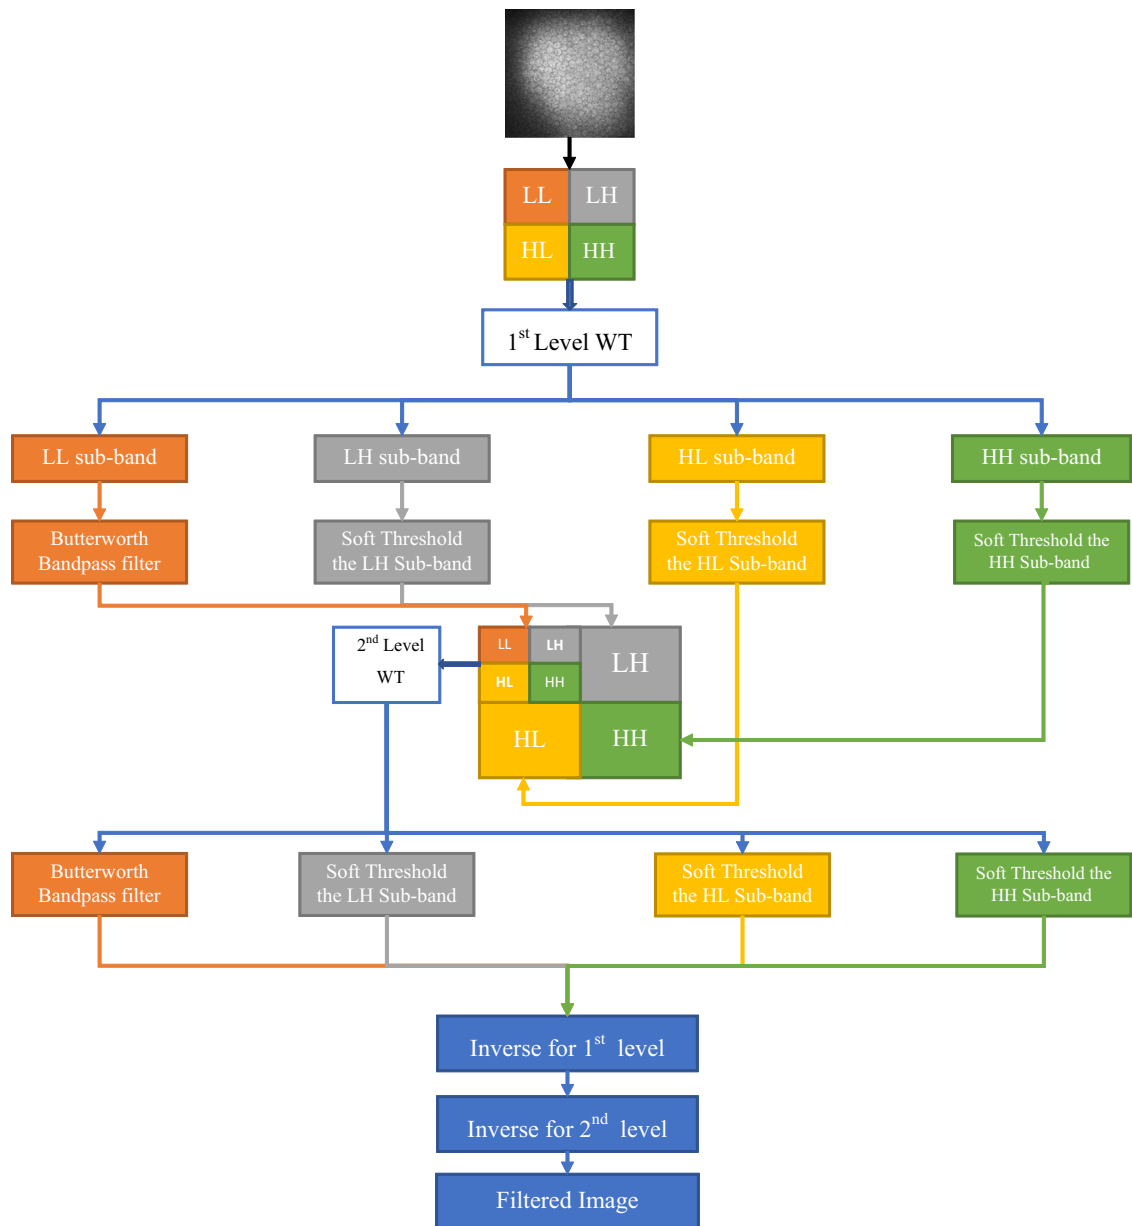 LL LH
HL HH
1st Level WT
LL sub-band
LH sub-band
HL sub-band
HH sub-band
Butterworth
Bandpass filter
Soft Threshold
the LH Sub-band
Soft Threshold
the HL Sub-band
Soft Threshold the
HH Sub-band
2nd Level
WT
LL LH
HL HH
LH
HL
HH
Butterworth
Bandpass filter
Soft Threshold
the LH Sub-band
Soft Threshold
the HL Sub-band
Soft Threshold the
HH Sub-band
Inverse for 1st level
Inverse for 2nd level
Filtered Image